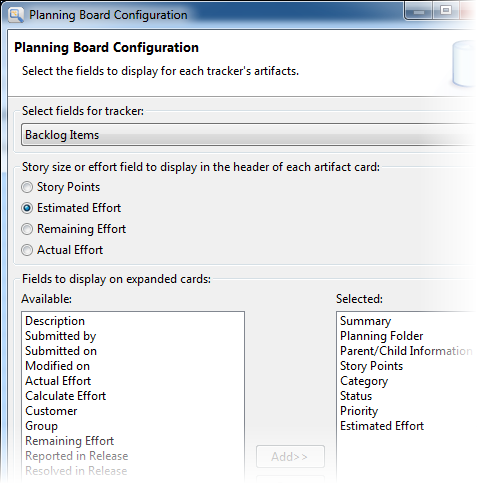 Planning Board Configuration
Planning Board Configuration
Select the fields to display for each tracker's artifacts.
Select fields for tracker:
Backlog Items
Story size or effort field to display in the header of each artifact card:
Story Points
Estimated Effort
Remaining Effort
Actual Effort
Fields to display on expanded cards:
Available:
Description
Submitted by
Submitted on
Modified on
Actual Effort
Calculate Effort
Customer
Group
Remaining Effort
Reported in Release
Resolved in Release
Add>>
Selected:
Summary
Planning Folder
Parent/Child Information
Story Points
Category
Status
Priority
Estimated Effort